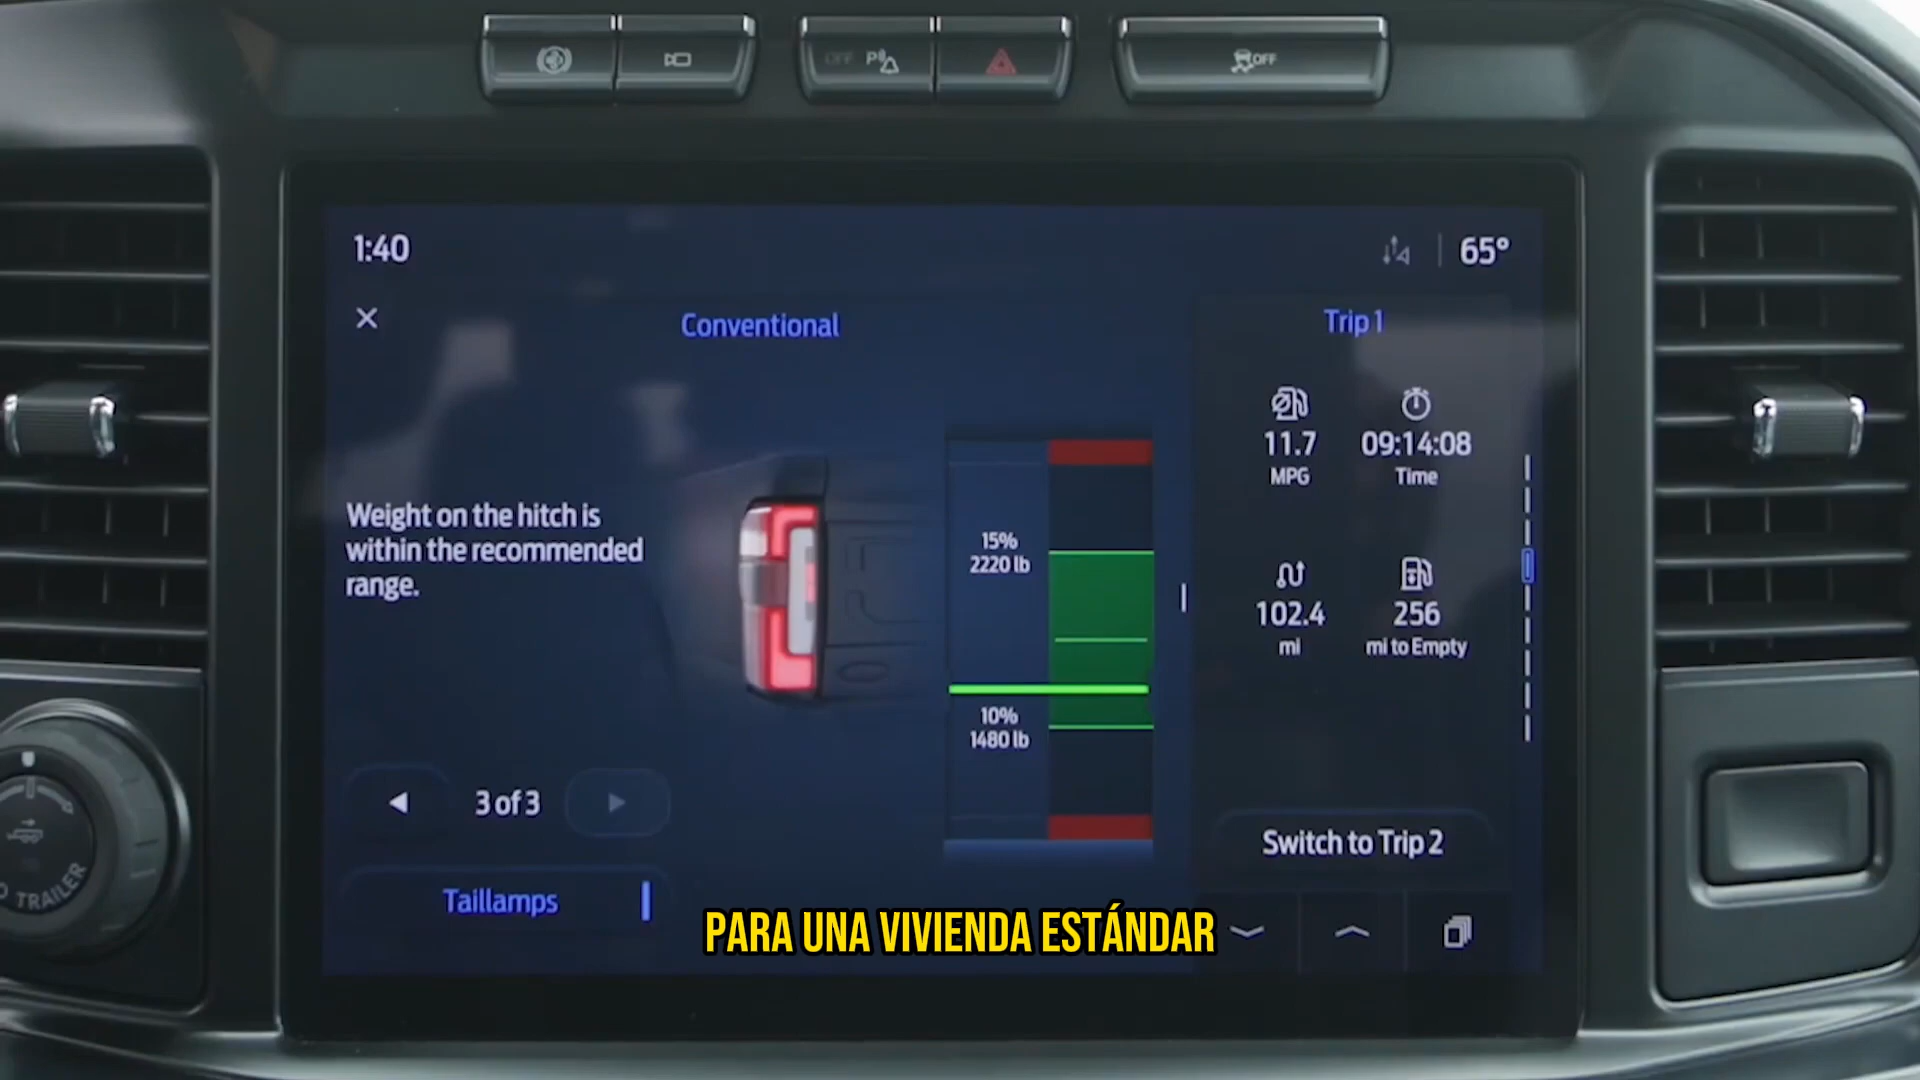 OFF P
OFF
1:40
65°
Conventional
Trip 1
11.7
MPG
09:14:08
Time
Weight on the hitch is
within the recommended
range.
15%
2220 lb
102.4
mi
256
mi to Empty
10%
1480 lb
3 of 3
Switch to Trip 2
Taillamps
TRAILER
PARA UNA VIVIENDA ESTÁNDAR